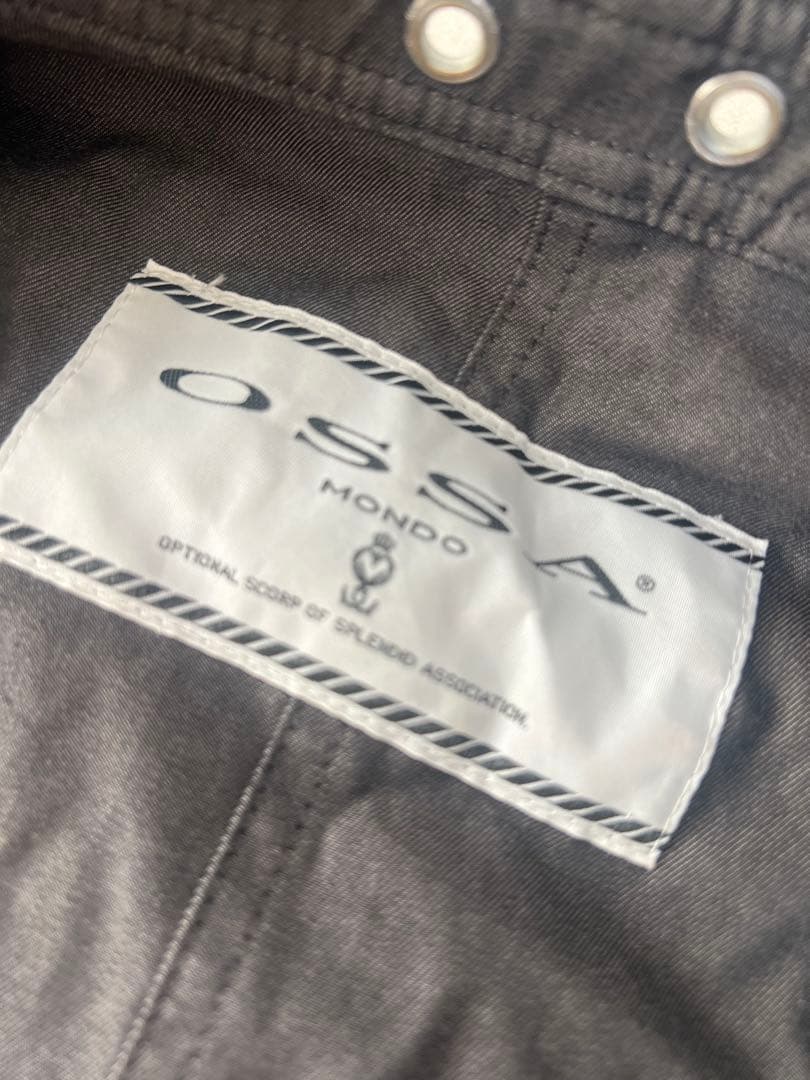 OSSA®
MONDO
OPTIONAL SCORP OF SPLENDID ASSOCIATION.